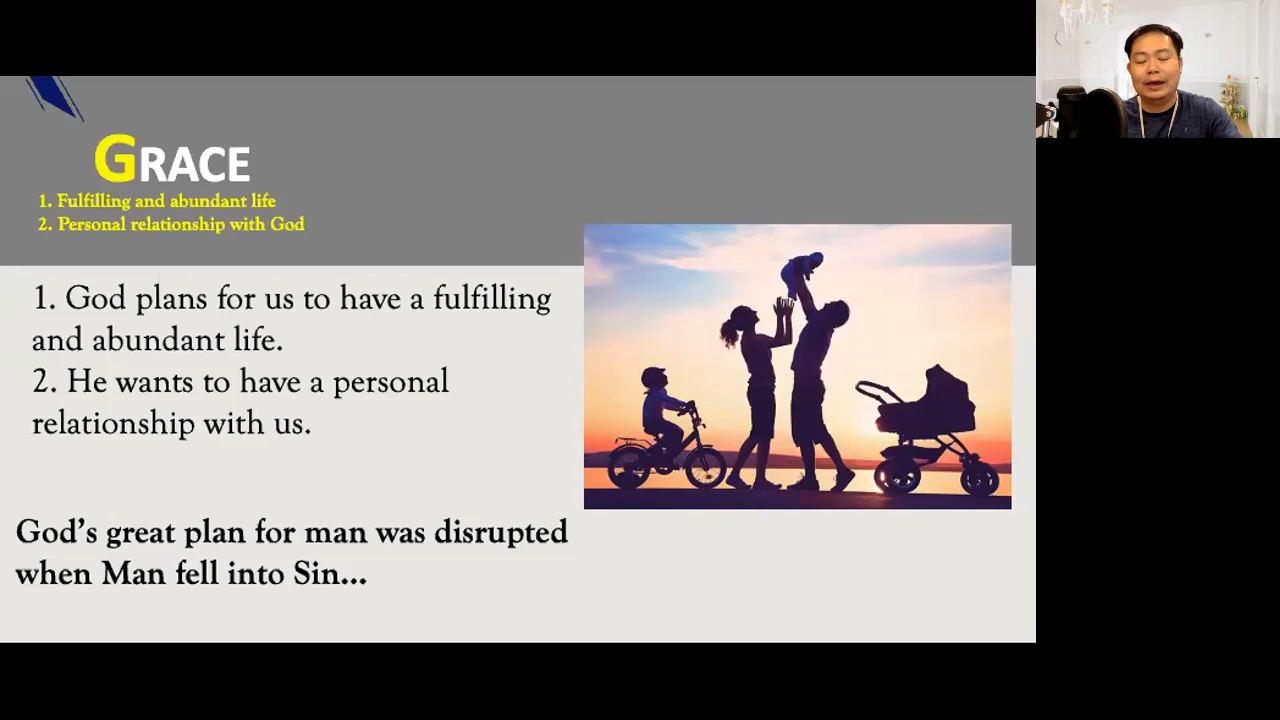 GRACE
1. Fulfilling and abundant life
2. Personal relationship with God
1. God plans for us to have a fulfilling
and abundant life.
2. He wants to have a personal
relationship with us.
God's great plan for man was disrupted
when Man fell into Sin...